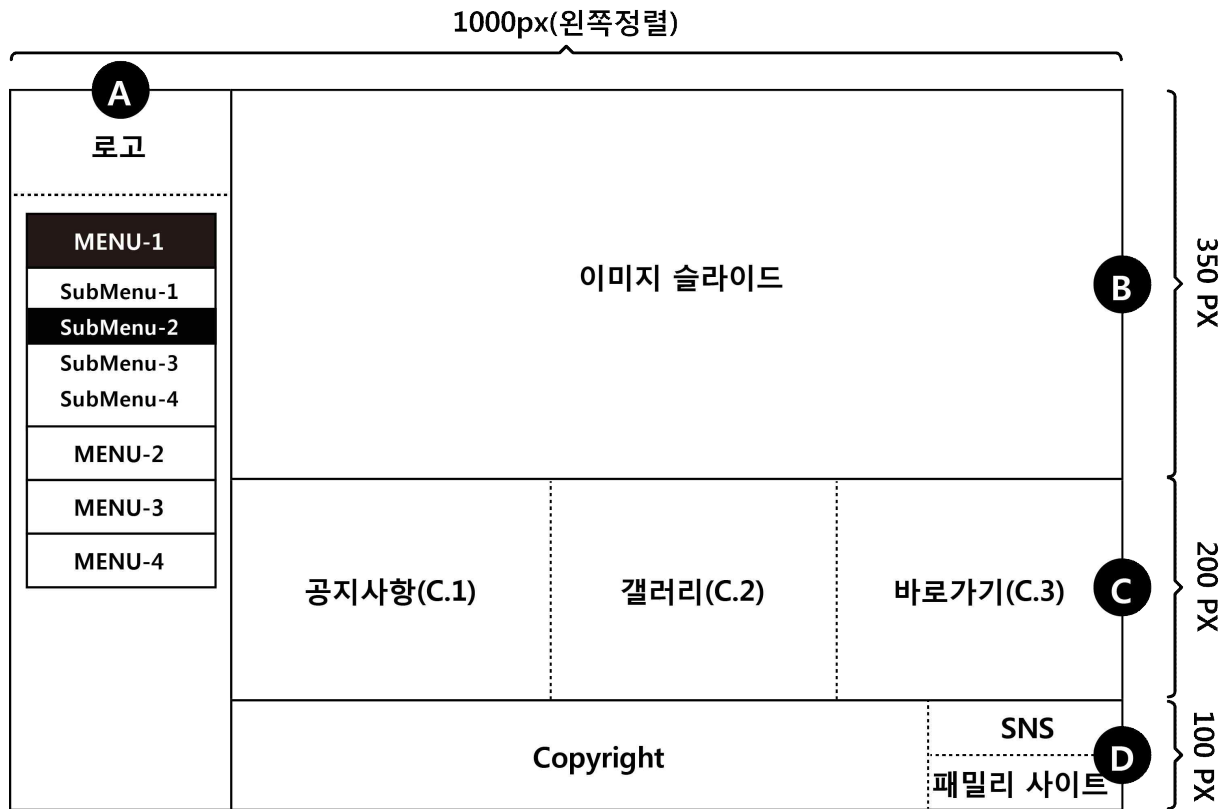 1000px(왼쪽정렬)
A
로고
MENU-1
SubMenu-1
SubMenu-2
SubMenu-3
SubMenu-4
MENU-2
MENU-3
MENU-4
이미지 슬라이드
B
350 PX
공지사항(C.1)
갤러리(C.2)
바로가기(C.3)
C
200 PX
Copyright
SNS
패밀리 사이트
D
100 PX